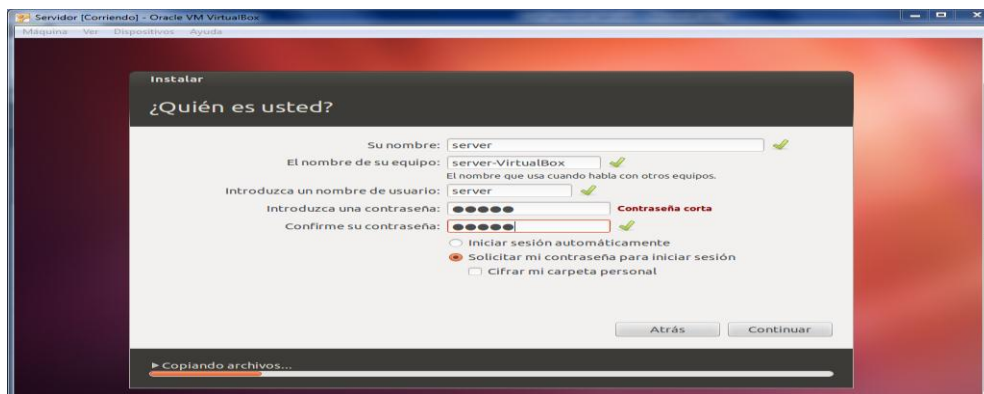 Servidor [Corriendo] - Oracle VM VirtualBox
Máquina Ver Dispositivos Ayuda
Instalar
¿Quién es usted?
Su nombre: server
El nombre de su equipo: server-VirtualBox
El nombre que usa cuando habla con otros equipos.
Introduzca un nombre de usuario: server
Introduzca una contraseña: ●●●●● Contraseña corta
Confirme su contraseña: ●●●●●
Iniciar sesión automáticamente
Solicitar mi contraseña para iniciar sesión
Cifrar mi carpeta personal
Atrás Continuar
Copiando archivos...